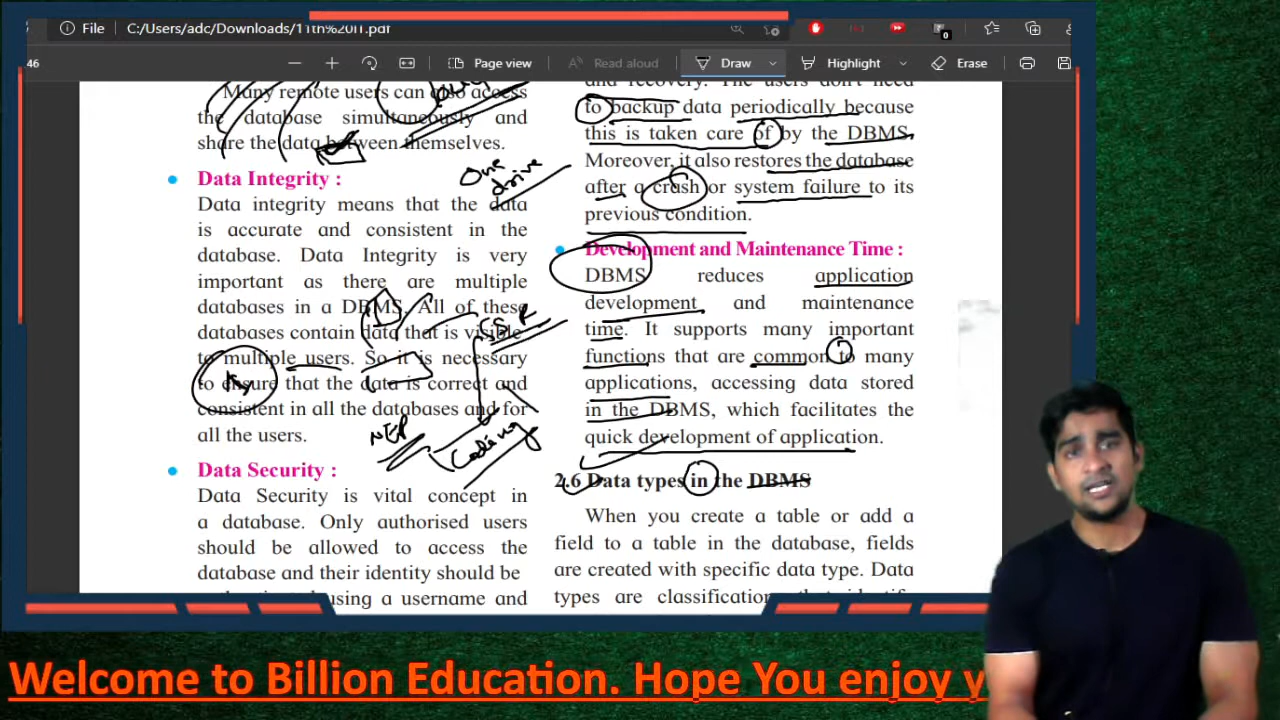 File
C:/Users/adc/Downloads/11th%20IT.pdf
46
Page view
Read aloud
Draw
Highlight
Erase
Many remote users can also access
the database simultaneously and
share the data between themselves.
Data Integrity :
Data integrity means that the data
is accurate and consistent in the
database. Data Integrity is very
important as there are multiple
databases in a DBMS. All of these
databases contain data that is visible
to multiple users. So it is necessary
to ensure that the data is correct and
consistent in all the databases and for
all the users.
Data Security :
Data Security is vital concept in
a database. Only authorised users
should be allowed to access the
database and their identity should be
using a username and
One
drive
NEP
Coding
and recovery. The users don't need
to backup data periodically because
this is taken care of by the DBMS.
Moreover, it also restores the database
after a crash or system failure to its
previous condition.
Development and Maintenance Time :
DBMS reduces application
development and maintenance
time. It supports many important
functions that are common to many
applications, accessing data stored
in the DBMS, which facilitates the
quick development of application.
2.6 Data types in the DBMS
When you create a table or add a
field to a table in the database, fields
are created with specific data type. Data
types are classifications that identify
Welcome to Billion Education. Hope You enjoy y